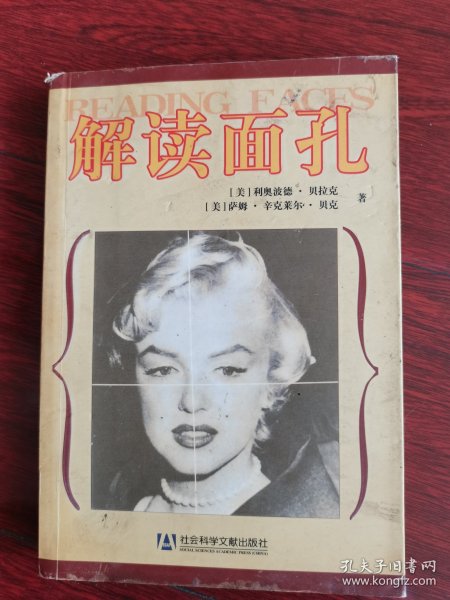 READING FACES
解读面孔
[美]利奥波德·贝拉克
[美]萨姆·辛克莱尔·贝克
著
社会科学文献出版社
SOCIAL SCIENCES ACADEMIC PRESS (CHINA)
孔夫子旧书网
www.kongfz.com